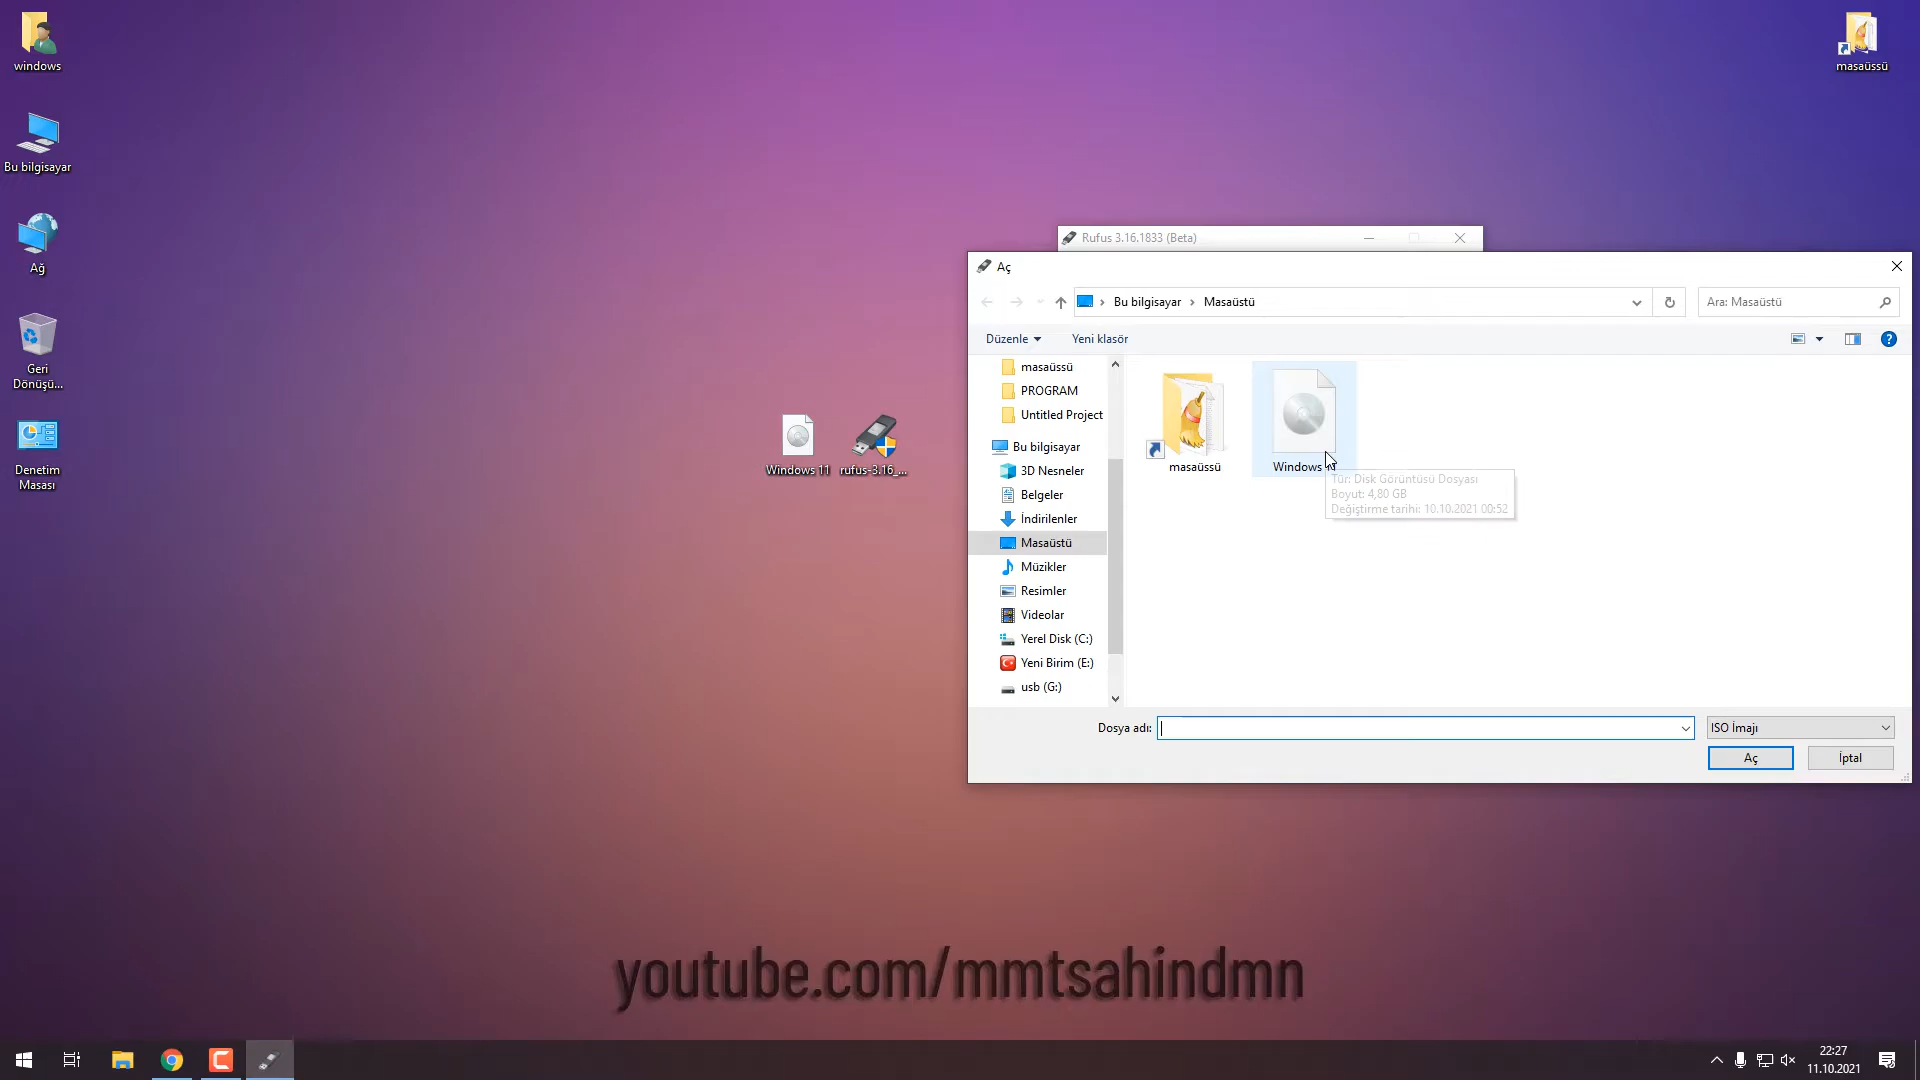 windows
masaüssü
Bu bilgisayar
Ağ
Geri
Dönüşü...
Denetim
Masası
Windows 11
rufus-3.16_...
Rufus 3.16.1833 (Beta)
Aç
Bu bilgisayar
Masaüstü
Ara: Masaüstü
Düzenle
Yeni klasör
masaüssü
PROGRAM
Untitled Project
Bu bilgisayar
3D Nesneler
Belgeler
İndirilenler
Masaüstü
Müzikler
Resimler
Videolar
Yerel Disk (C:)
Yeni Birim (E:)
usb (G:)
masaüssü
Windows
Tür: Disk Görüntüsü Dosyası
Boyut: 4,80 GB
Değiştirme tarihi: 10.10.2021 00:52
Dosya adı:
ISO İmajı
Aç
İptal
youtube.com/mmtsahindmn
22:27
11.10.2021